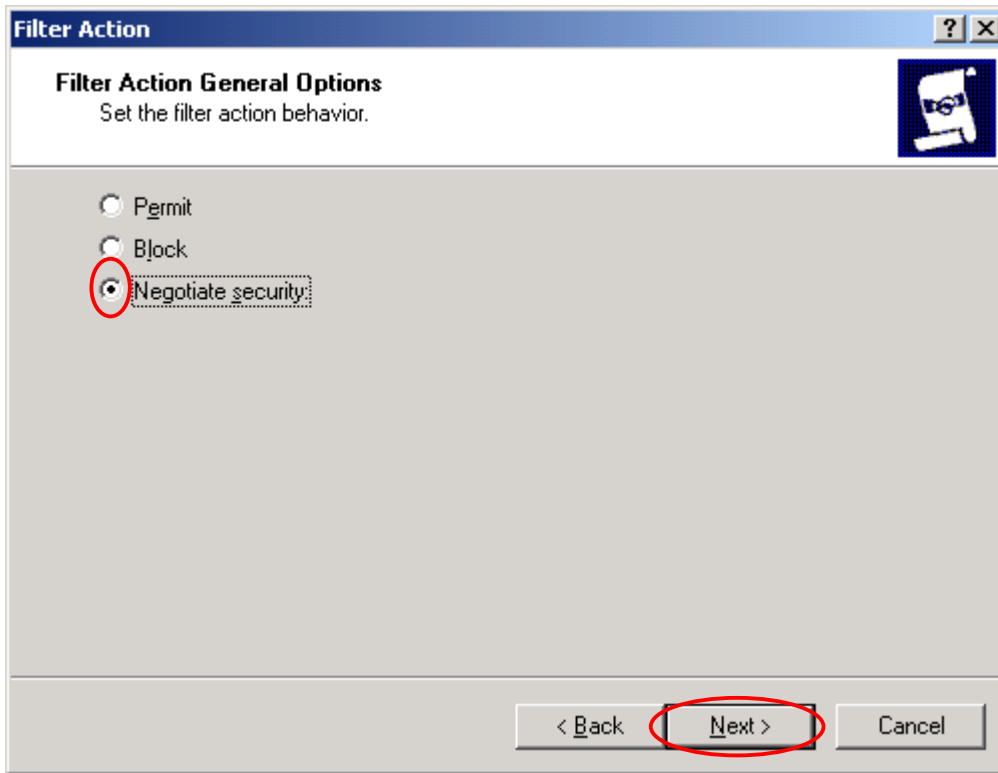 Filter Action
Filter Action General Options
Set the filter action behavior.
Permit
Block
Negotiate security:
< Back
Next >
Cancel